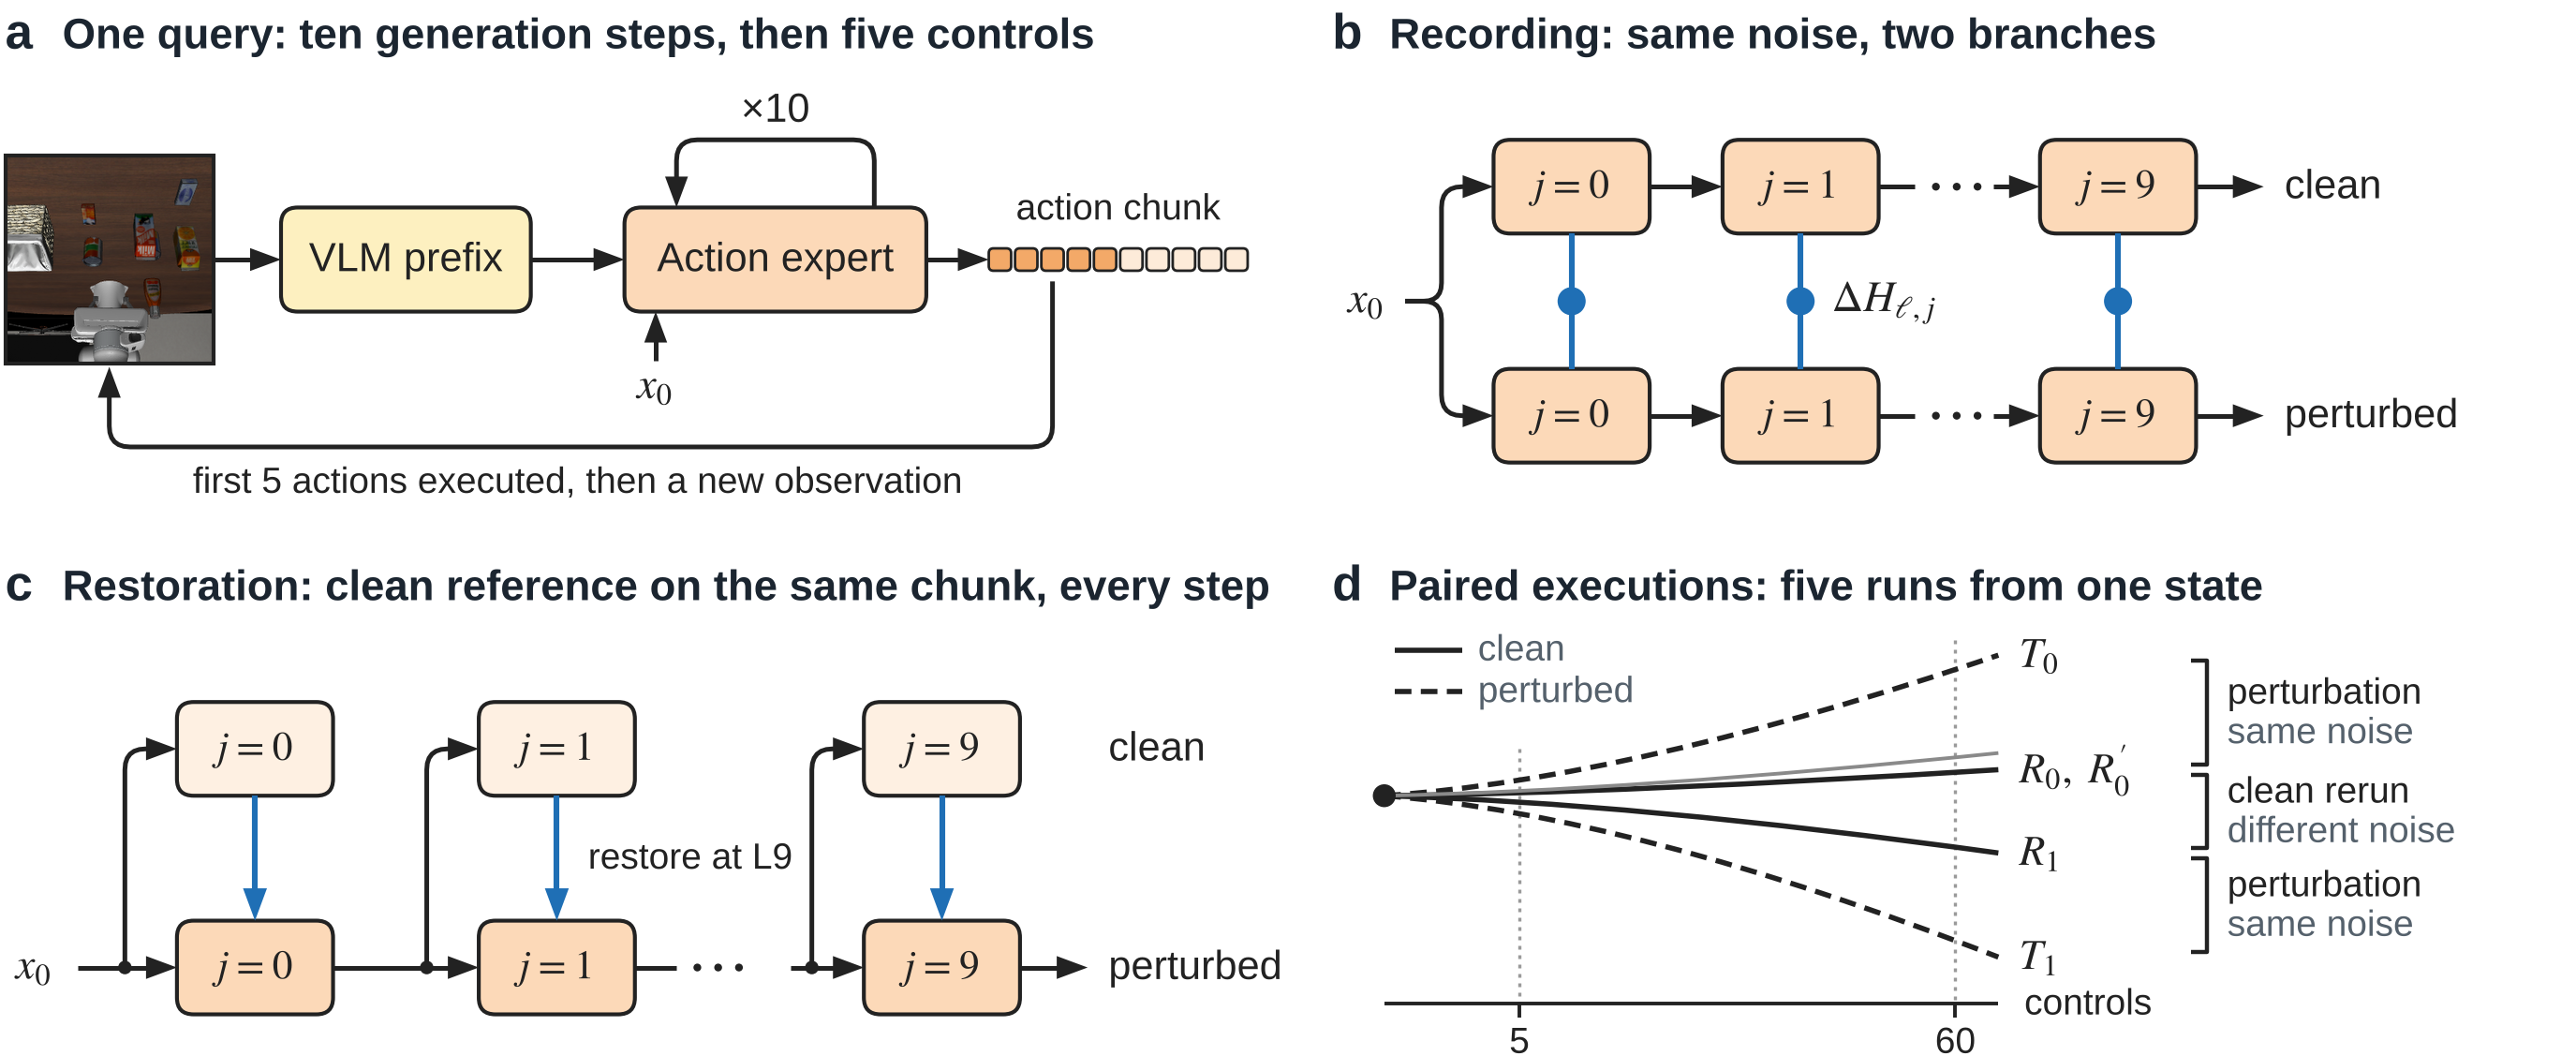 a One query: ten generation steps, then five controls
×10
VLM prefix
Action expert
action chunk
x0
first 5 actions executed, then a new observation
b Recording: same noise, two branches
j = 0
j = 1
···
j = 9
clean
x0
ΔHℓ,j
j = 0
j = 1
···
j = 9
perturbed
c Restoration: clean reference on the same chunk, every step
j = 0
j = 1
j = 9
clean
restore at L9
x0
j = 0
j = 1
···
j = 9
perturbed
d Paired executions: five runs from one state
clean
perturbed
T0
R0, R′0
R1
T1
perturbation
same noise
clean rerun
different noise
perturbation
same noise
controls
5
60